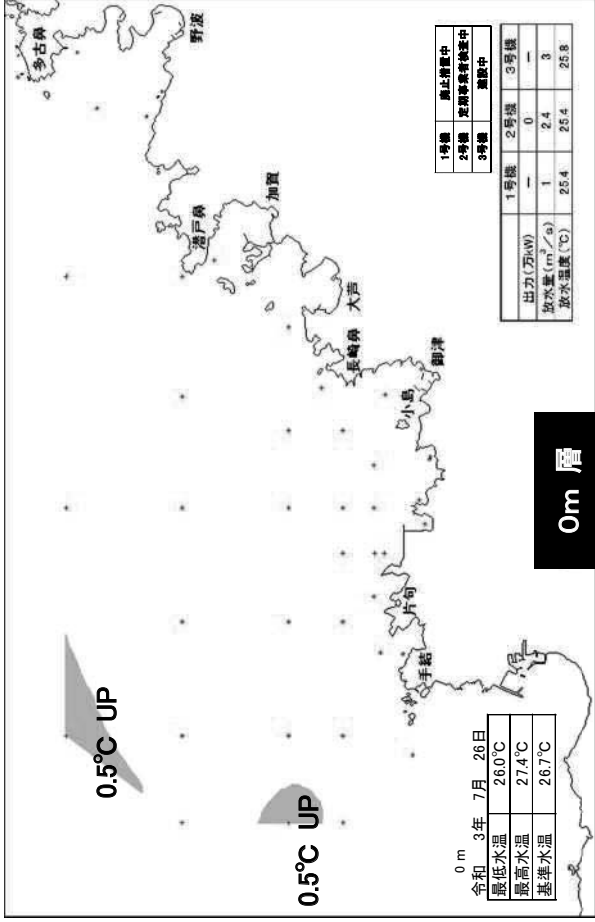 0.5℃ UP
0.5℃ UP
多古鼻
野波
潜戸鼻
加賀
大芦
長崎鼻
御津
小島
片句
手結
0 m
令和 3年 7月 26日
最低水温 26.0℃
最高水温 27.4℃
基準水温 26.7℃
0m 層
1号機 廃止措置中
2号機 定期事業者検査中
3号機 建設中
1号機 2号機 3号機
出力(万kW) － 0 －
放水量(m³／s) 1 2.4 3
放水温度(℃) 25.4 25.4 25.8